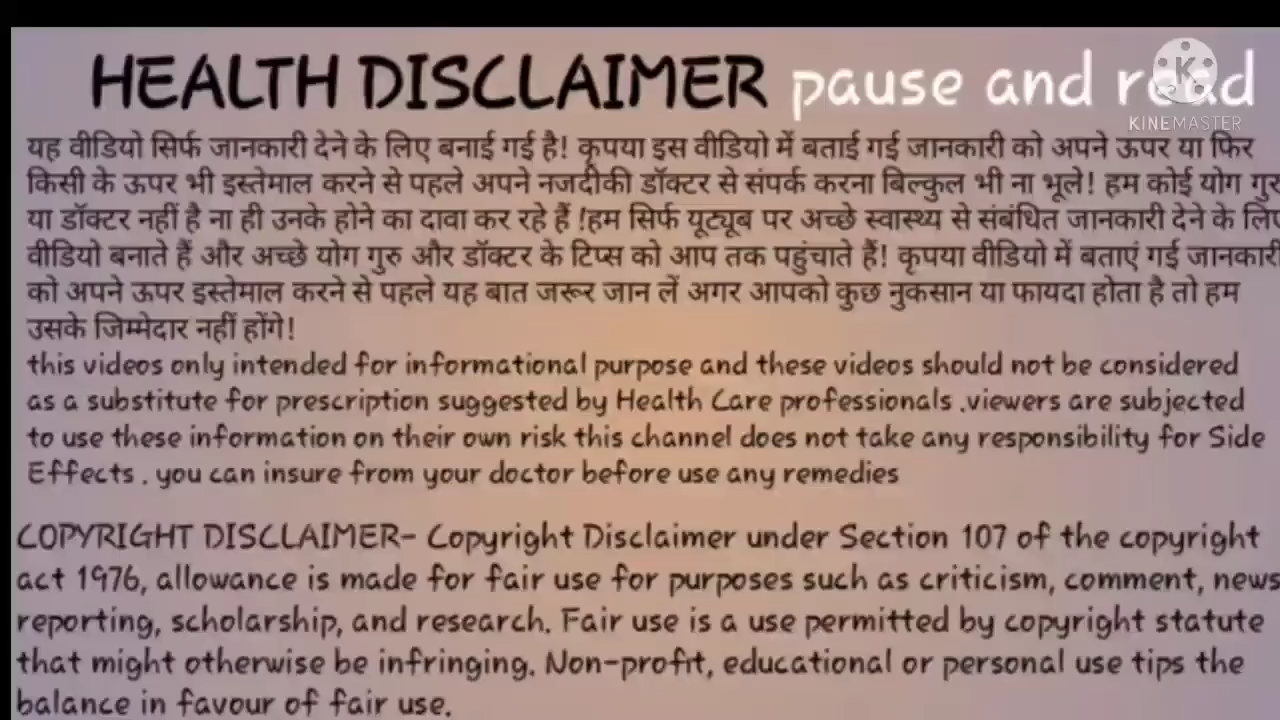 HEALTH DISCLAIMER pause and read
KINEMASTER
यह वीडियो सिर्फ जानकारी देने के लिए बनाई गई है! कृपया इस वीडियो में बताई गई जानकारी को अपने ऊपर या फिर
किसी के ऊपर भी इस्तेमाल करने से पहले अपने नजदीकी डॉक्टर से संपर्क करना बिल्कुल भी ना भूले! हम कोई योग गुरु
या डॉक्टर नहीं है ना ही उनके होने का दावा कर रहे हैं !हम सिर्फ यूट्यूब पर अच्छे स्वास्थ्य से संबंधित जानकारी देने के लिए
वीडियो बनाते हैं और अच्छे योग गुरु और डॉक्टर के टिप्स को आप तक पहुंचाते हैं! कृपया वीडियो में बताएं गई जानकारी
को अपने ऊपर इस्तेमाल करने से पहले यह बात जरूर जान लें अगर आपको कुछ नुकसान या फायदा होता है तो हम
उसके जिम्मेदार नहीं होंगे!
this videos only intended for informational purpose and these videos should not be considered
as a substitute for prescription suggested by Health Care professionals .viewers are subjected
to use these information on their own risk this channel does not take any responsibility for Side
Effects . you can insure from your doctor before use any remedies
COPYRIGHT DISCLAIMER- Copyright Disclaimer under Section 107 of the copyright
act 1976, allowance is made for fair use for purposes such as criticism, comment, news
reporting, scholarship, and research. Fair use is a use permitted by copyright statute
that might otherwise be infringing. Non-profit, educational or personal use tips the
balance in favour of fair use.